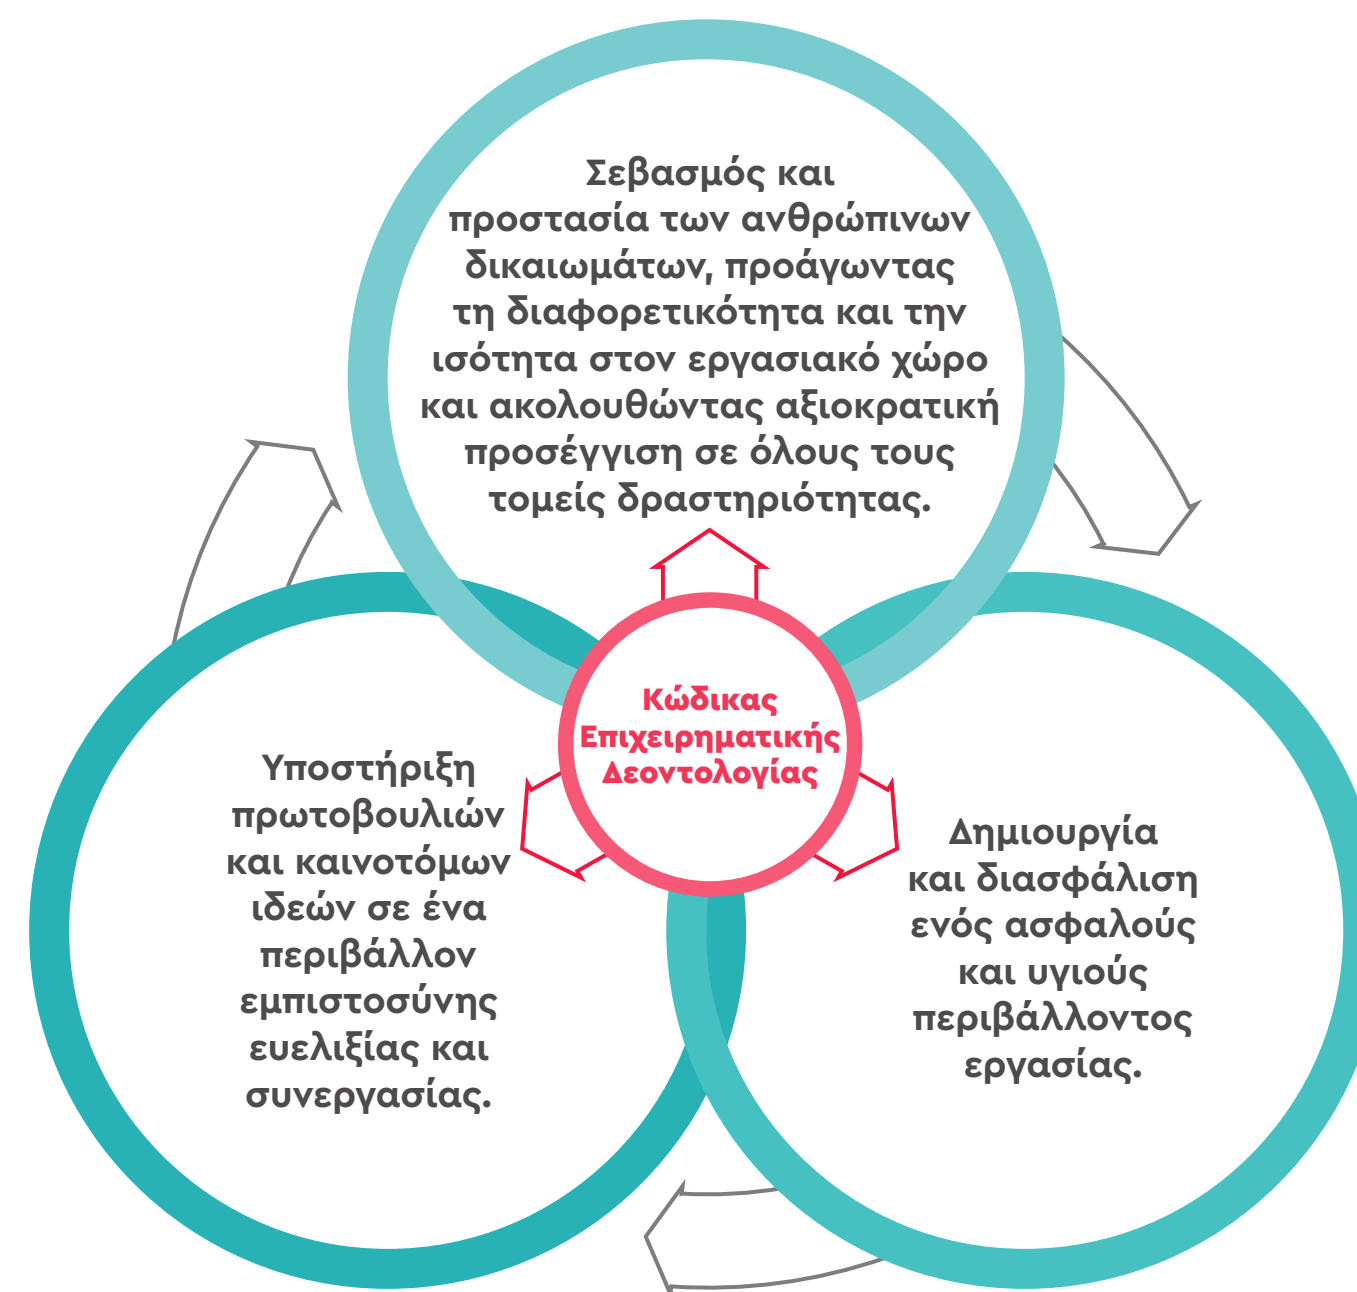 Σεβασμός και
προστασία των ανθρώπινων
δικαιωμάτων, προάγωντας
τη διαφορετικότητα και την
ισότητα στον εργασιακό χώρο
και ακολουθώντας αξιοκρατική
προσέγγιση σε όλους τους
τομείς δραστηριότητας.
Κώδικας
Επιχειρηματικής
Δεοντολογίας
Υποστήριξη
πρωτοβουλιών
και καινοτόμων
ιδεών σε ένα
περιβάλλον
εμπιστοσύνης
ευελιξίας και
συνεργασίας.
Δημιουργία
και διασφάλιση
ενός ασφαλούς
και υγιούς
περιβάλλοντος
εργασίας.